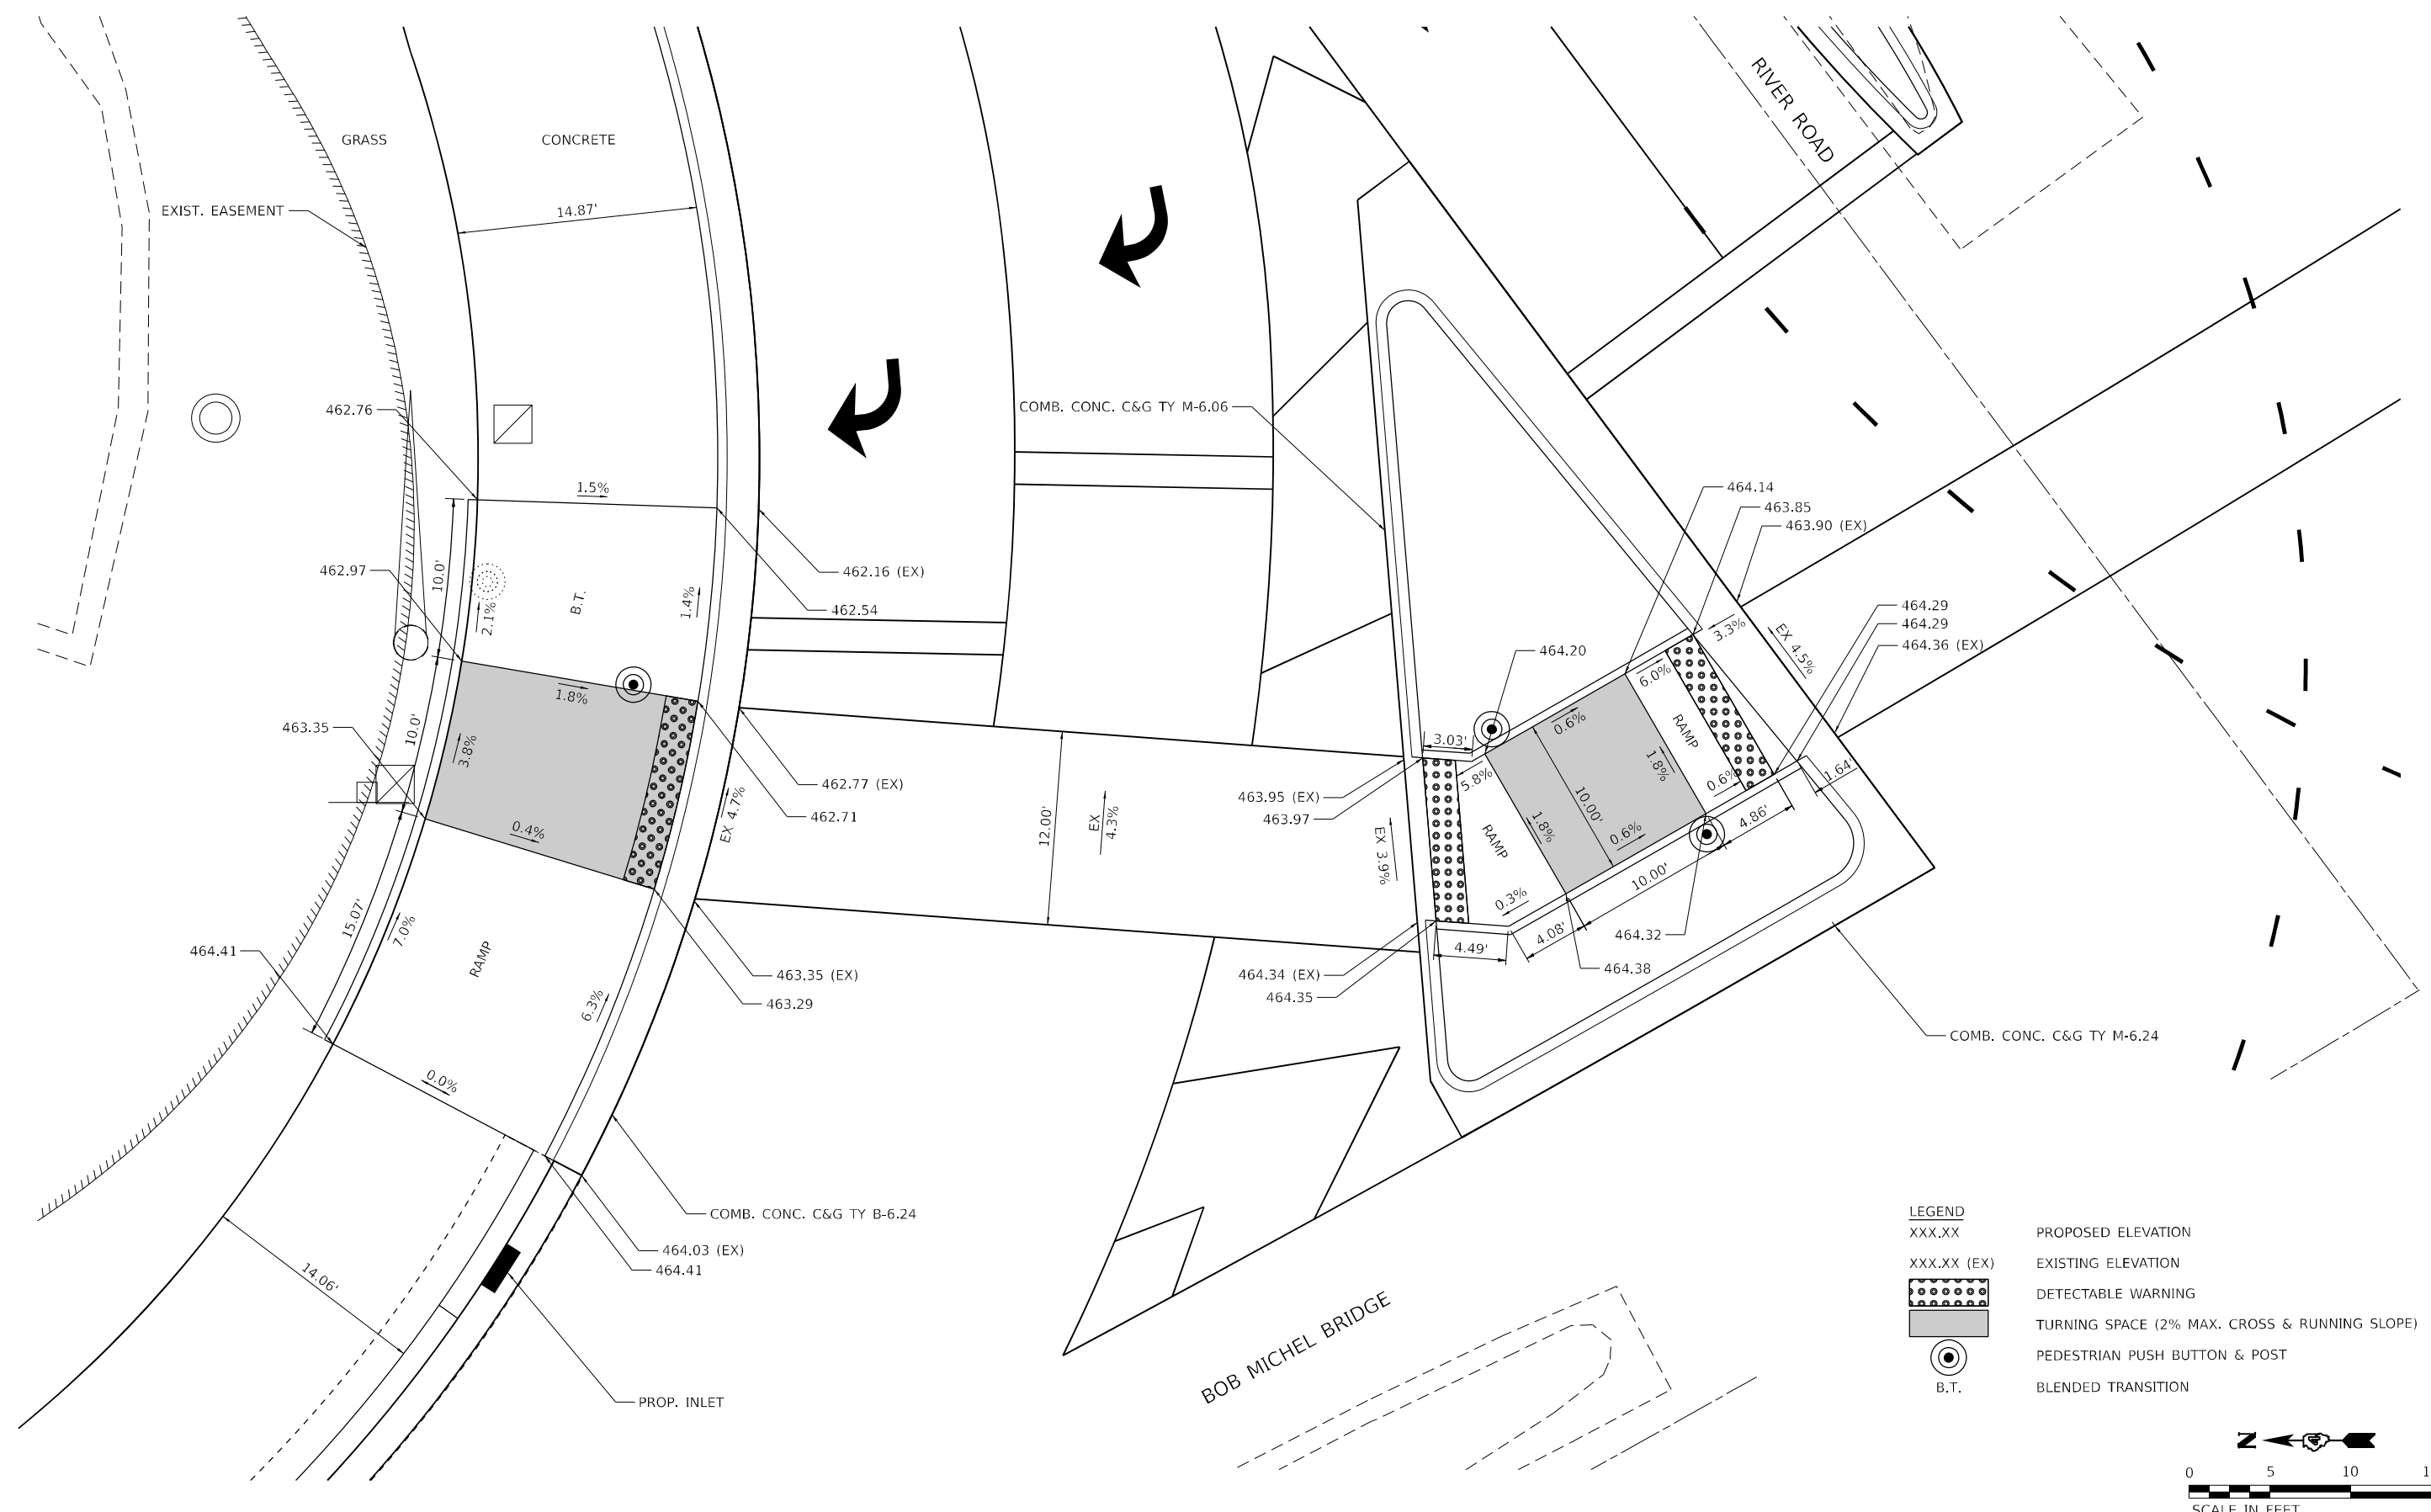 RIVER ROAD
GRASS
CONCRETE
EXIST. EASEMENT
14.87'
462.76
COMB. CONC. C&G TY M-6.06
1.5%
464.14
463.85
463.90 (EX)
462.97
10.0'
462.16 (EX)
462.54
2.1%
B.T.
1.4%
464.29
464.29
464.36 (EX)
3.3%
EX 4.5%
464.20
6.0%
1.8%
463.35
10.0'
3.8%
0.6%
RAMP
3.03'
1.8%
5.8%
0.6%
1.64'
462.77 (EX)
462.71
463.95 (EX)
463.97
10.00'
EX 4.7%
12.00'
EX
4.3%
0.4%
EX 3.9%
RAMP
1.8%
0.6%
4.86'
10.00'
0.3%
15.07'
7.0%
464.41
RAMP
4.49'
4.08'
464.32
464.38
463.35 (EX)
463.29
464.34 (EX)
464.35
6.3%
COMB. CONC. C&G TY M-6.24
0.0%
COMB. CONC. C&G TY B-6.24
464.03 (EX)
464.41
14.06'
BOB MICHEL BRIDGE
PROP. INLET
LEGEND
XXX.XX PROPOSED ELEVATION
XXX.XX (EX) EXISTING ELEVATION
DETECTABLE WARNING
TURNING SPACE (2% MAX. CROSS & RUNNING SLOPE)
PEDESTRIAN PUSH BUTTON & POST
B.T. BLENDED TRANSITION
N
0 5 10 1
SCALE IN FEET